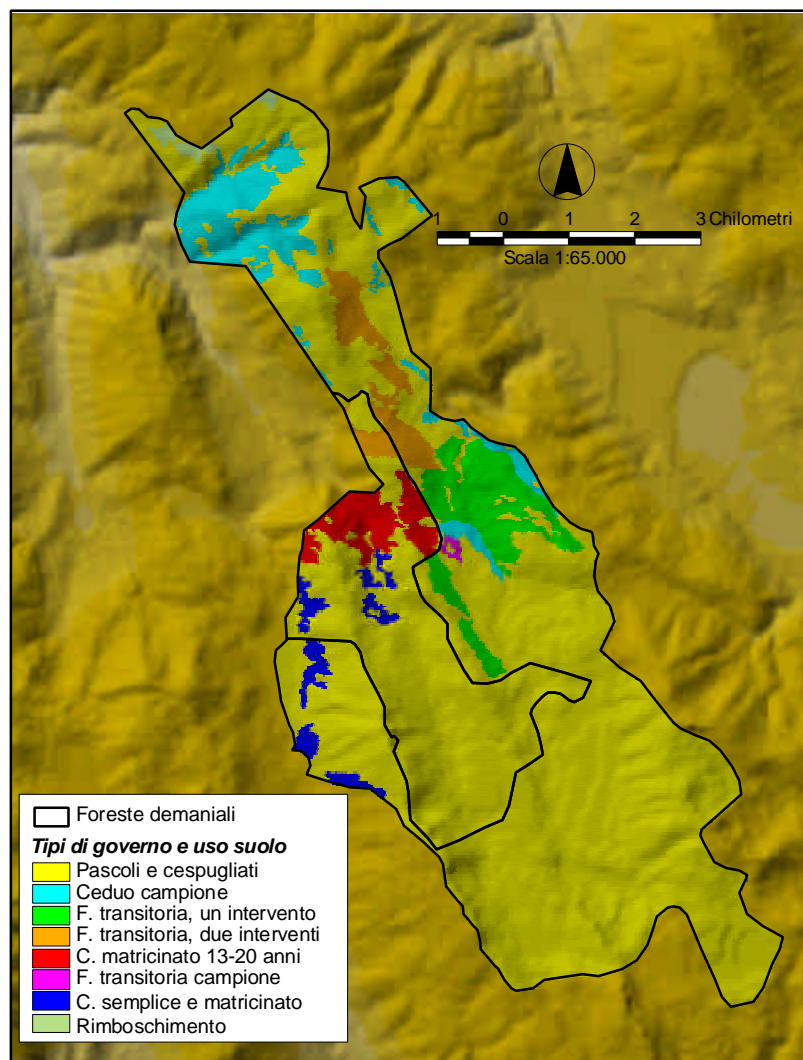 1 0 1 2 3 Chilometri
Scala 1:65.000
Foreste demaniali
Tipi di governo e uso suolo
Pascoli e cespugliati
Ceduo campione
F. transitoria, un intervento
F. transitoria, due interventi
C. matricinato 13-20 anni
F. transitoria campione
C. semplice e matricinato
Rimboschimento